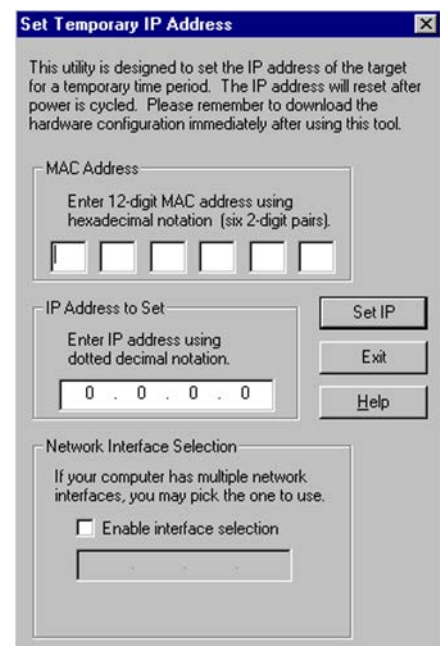 Set Temporary IP Address
This utility is designed to set the IP address of the target
for a temporary time period. The IP address will reset after
power is cycled. Please remember to download the
hardware configuration immediately after using this tool.
MAC Address
Enter 12-digit MAC address using
hexadecimal notation (six 2-digit pairs).
IP Address to Set
Enter IP address using
dotted decimal notation.
0 . 0 . 0 . 0
Set IP
Exit
Help
Network Interface Selection
If your computer has multiple network
interfaces, you may pick the one to use.
Enable interface selection
. . .